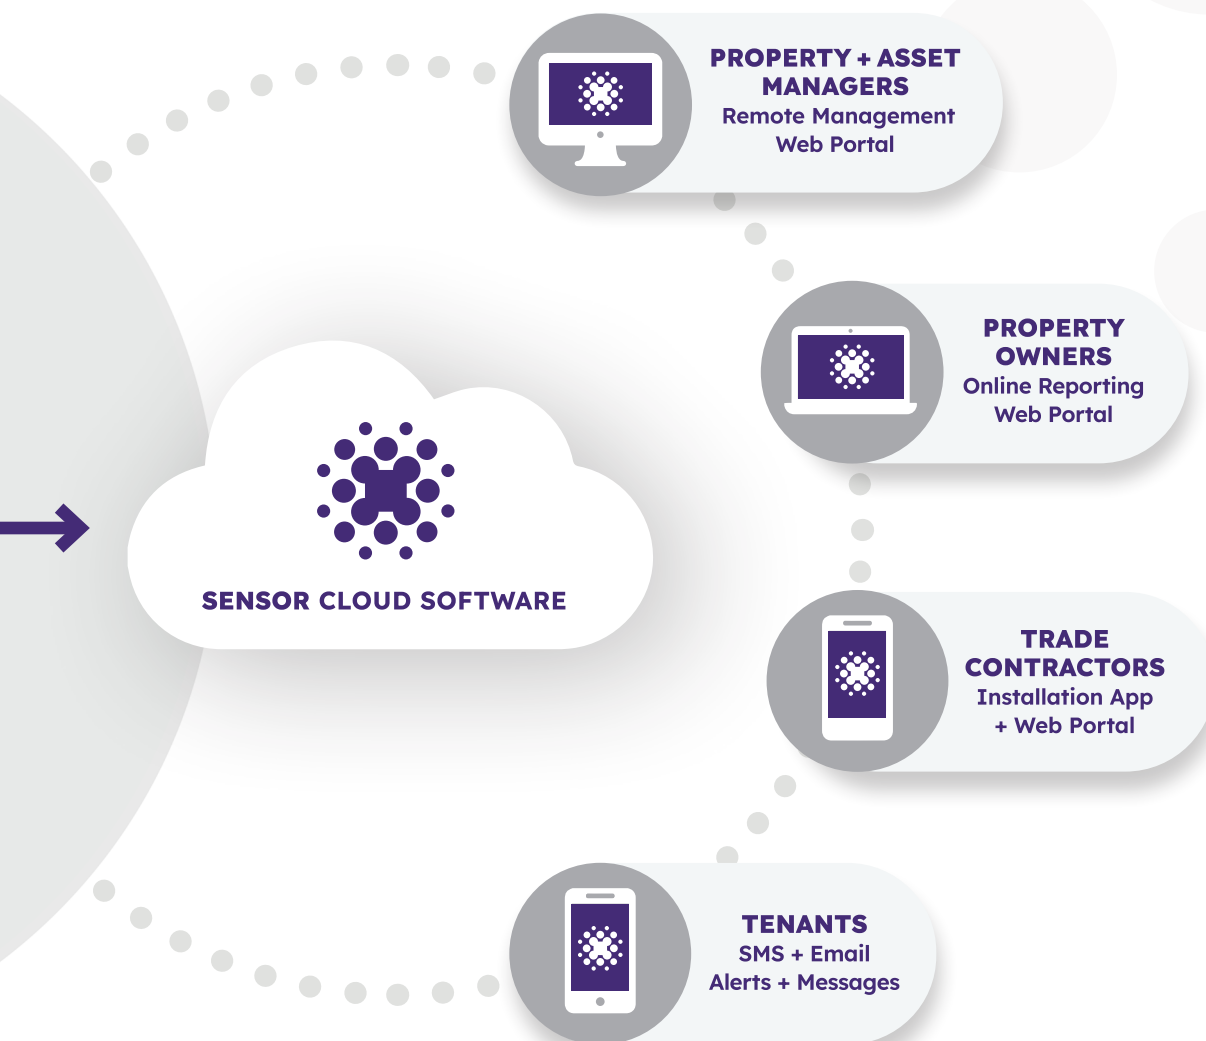 PROPERTY + ASSET
MANAGERS
Remote Management
Web Portal
PROPERTY
OWNERS
Online Reporting
Web Portal
SENSOR CLOUD SOFTWARE
TRADE
CONTRACTORS
Installation App
+ Web Portal
TENANTS
SMS + Email
Alerts + Messages